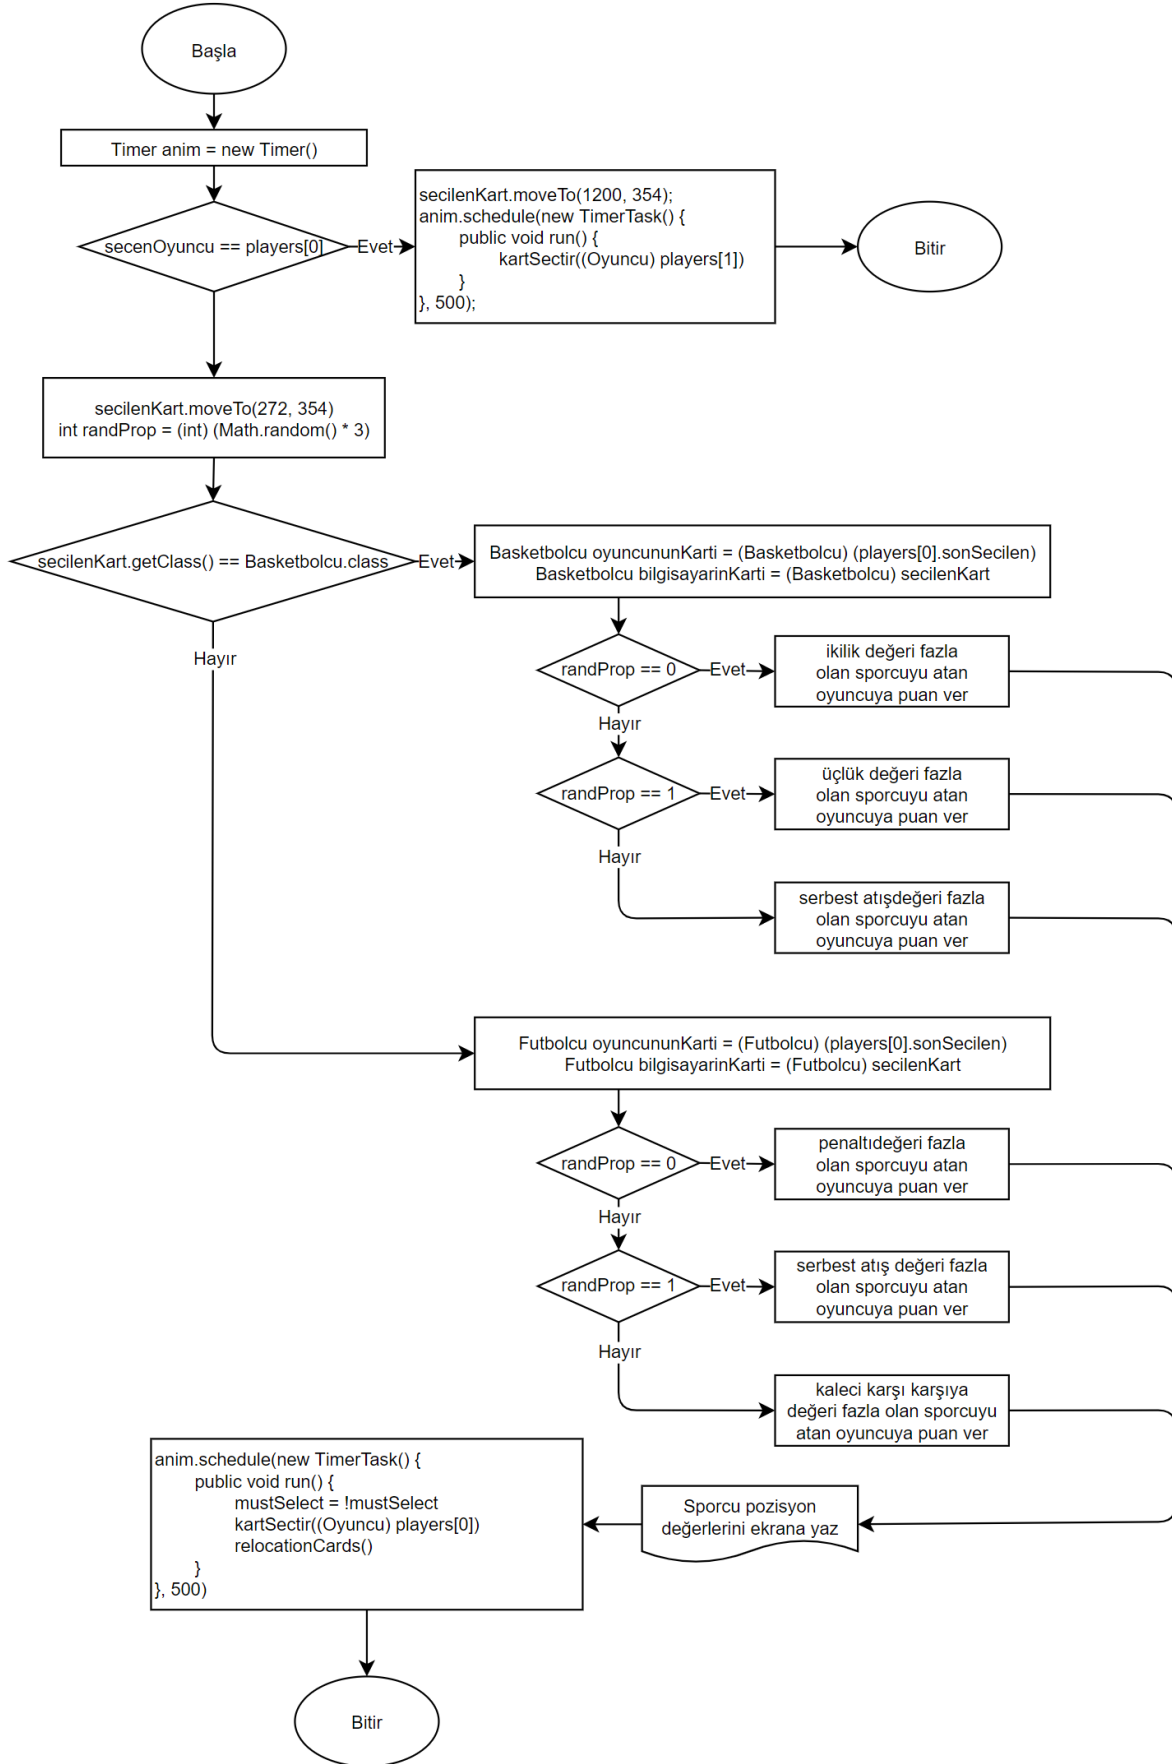 Başla
Timer anim = new Timer()
secenOyuncu == players[0]
Evet
secilenKart.moveTo(1200, 354);
anim.schedule(new TimerTask() {
public void run() {
kartSectir((Oyuncu) players[1])
}
}, 500);
Bitir
secilenKart.moveTo(272, 354)
int randProp = (int) (Math.random() * 3)
secilenKart.getClass() == Basketbolcu.class
Evet
Basketbolcu oyuncununKarti = (Basketbolcu) (players[0].sonSecilen)
Basketbolcu bilgisayarinKarti = (Basketbolcu) secilenKart
Hayır
randProp == 0
Evet
ikilik değeri fazla
olan sporcuyu atan
oyuncuya puan ver
Hayır
randProp == 1
Evet
üçlük değeri fazla
olan sporcuyu atan
oyuncuya puan ver
Hayır
serbest atışdeğeri fazla
olan sporcuyu atan
oyuncuya puan ver
Futbolcu oyuncununKarti = (Futbolcu) (players[0].sonSecilen)
Futbolcu bilgisayarinKarti = (Futbolcu) secilenKart
randProp == 0
Evet
penaltıdeğeri fazla
olan sporcuyu atan
oyuncuya puan ver
Hayır
randProp == 1
Evet
serbest atış değeri fazla
olan sporcuyu atan
oyuncuya puan ver
Hayır
kaleci karşı karşıya
değeri fazla olan sporcuyu
atan oyuncuya puan ver
Sporcu pozisyon
değerlerini ekrana yaz
anim.schedule(new TimerTask() {
public void run() {
mustSelect = !mustSelect
kartSectir((Oyuncu) players[0])
relocationCards()
}
}, 500)
Bitir